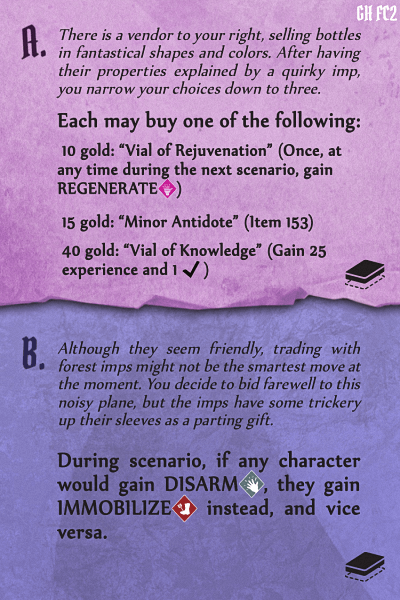 GH FC2
A. There is a vendor to your right, selling bottles
in fantastical shapes and colors. After having
their properties explained by a quirky imp,
you narrow your choices down to three.
Each may buy one of the following:
10 gold: “Vial of Rejuvenation” (Once, at
any time during the next scenario, gain
REGENERATE)
15 gold: “Minor Antidote” (Item 153)
40 gold: “Vial of Knowledge” (Gain 25
experience and 1 ✓)
B. Although they seem friendly, trading with
forest imps might not be the smartest move at
the moment. You decide to bid farewell to this
noisy plane, but the imps have some trickery
up their sleeves as a parting gift.
During scenario, if any character
would gain DISARM, they gain
IMMOBILIZE instead, and vice
versa.